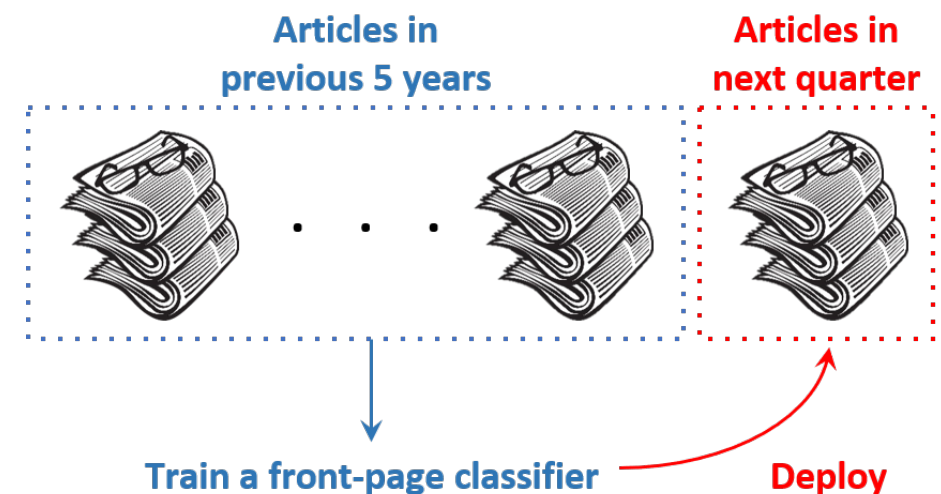 Articles in
previous 5 years
Articles in
next quarter
. . .
Train a front-page classifier
Deploy